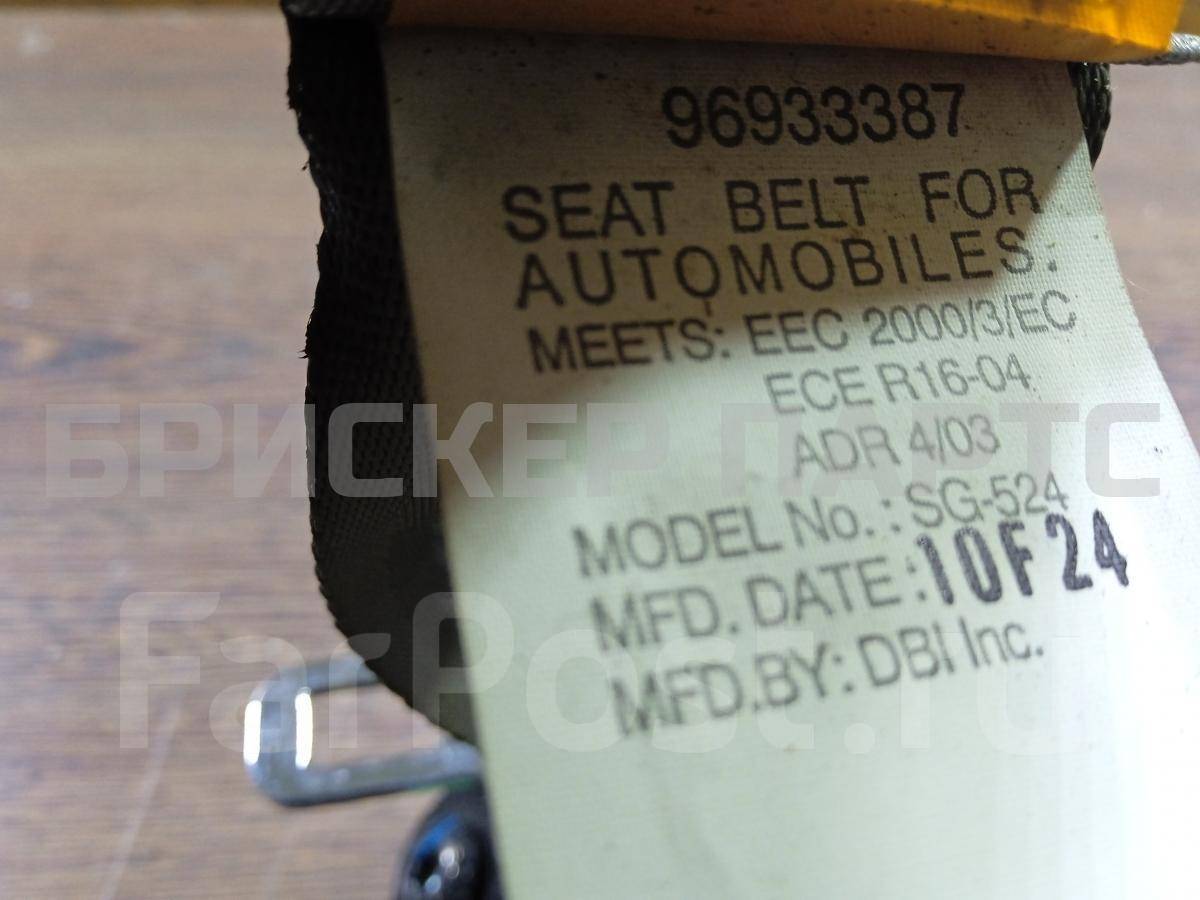 96933387
SEAT BELT FOR
AUTOMOBILES:
MEETS: EEC 2000/3/EC
ECE R16-04
ADR 4/03
БРИСКЕР ПАРТС
MODEL No.: SG-524
MFD. DATE: 10F24
MFD.BY: DBI Inc.
FarPost.ru